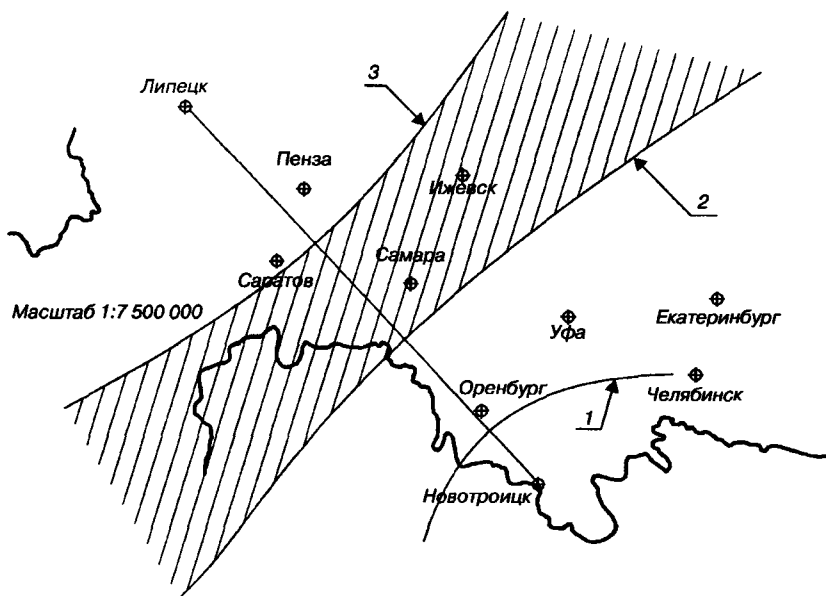 Липецк
3
Пенза
Ижевск
2
Самара
Саратов
Масштаб 1:7 500 000
Уфа
Екатеринбург
Оренбург
Челябинск
1
Новотроицк